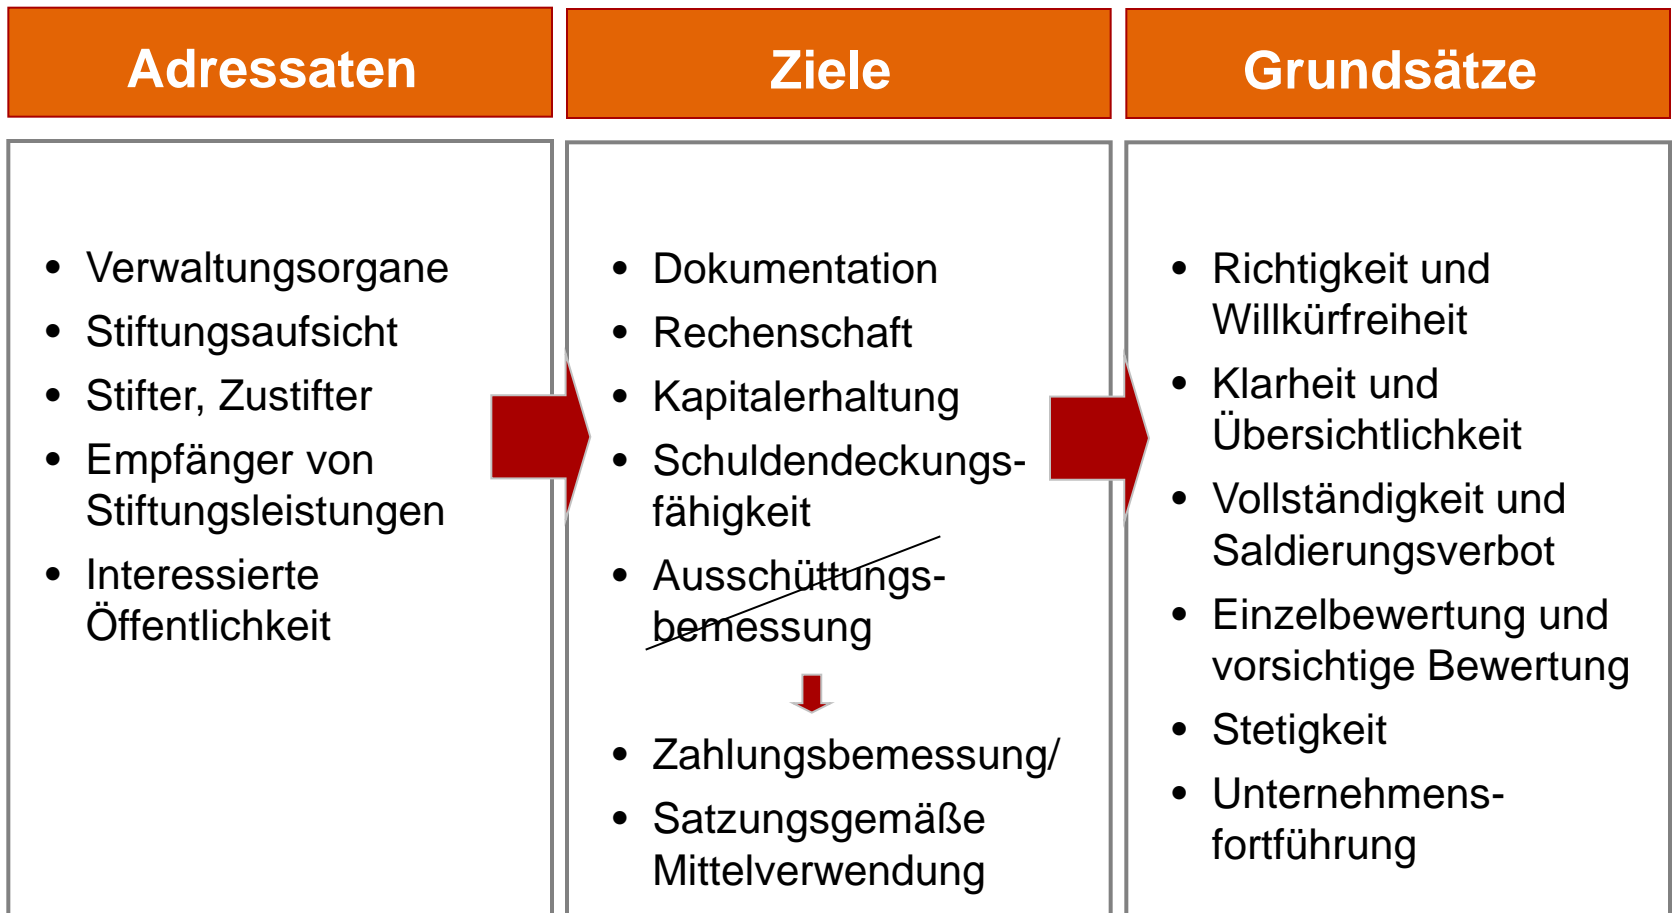 Adressaten
Ziele
Grundsätze
• Verwaltungsorgane
• Stiftungsaufsicht
• Stifter, Zustifter
• Empfänger von
Stiftungsleistungen
• Interessierte
Öffentlichkeit
• Dokumentation
• Rechenschaft
• Kapitalerhaltung
• Schuldendeckungs-
fähigkeit
• Ausschüttungs-
bemessung
• Zahlungsbemessung/
• Satzungsgemäße
Mittelverwendung
• Richtigkeit und
Willkürfreiheit
• Klarheit und
Übersichtlichkeit
• Vollständigkeit und
Saldierungsverbot
• Einzelbewertung und
vorsichtige Bewertung
• Stetigkeit
• Unternehmens-
fortführung